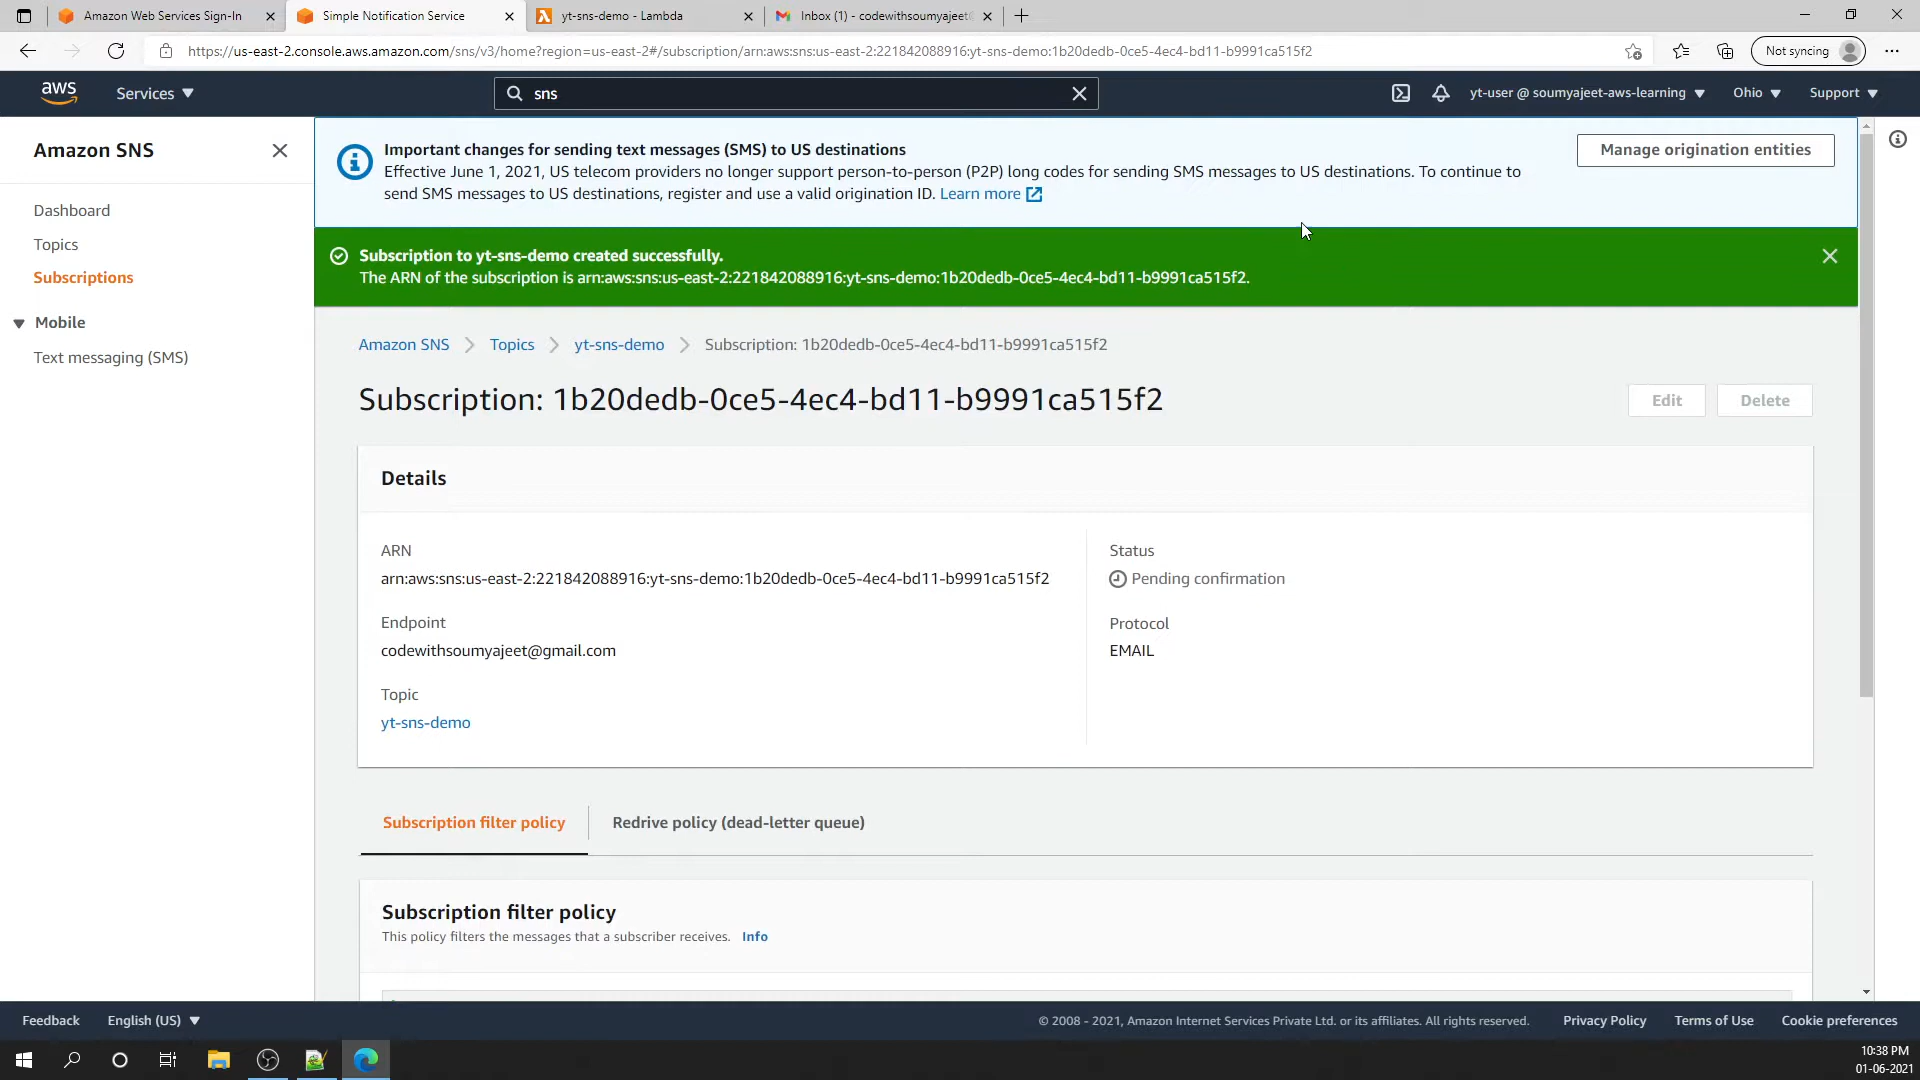 Amazon Web Services Sign-In
Simple Notification Service
yt-sns-demo - Lambda
Inbox (1) - codewithsoumyajeet
https://us-east-2.console.aws.amazon.com/sns/v3/home?region=us-east-2#/subscription/arn:aws:sns:us-east-2:221842088916:yt-sns-demo:1b20dedb-0ce5-4ec4-bd11-b9991ca515f2
Not syncing
aws
Services
sns
yt-user @ soumyajeet-aws-learning
Ohio
Support
Amazon SNS
Dashboard
Topics
Subscriptions
Mobile
Text messaging (SMS)
Important changes for sending text messages (SMS) to US destinations
Effective June 1, 2021, US telecom providers no longer support person-to-person (P2P) long codes for sending SMS messages to US destinations. To continue to
send SMS messages to US destinations, register and use a valid origination ID. Learn more
Manage origination entities
Subscription to yt-sns-demo created successfully.
The ARN of the subscription is arn:aws:sns:us-east-2:221842088916:yt-sns-demo:1b20dedb-0ce5-4ec4-bd11-b9991ca515f2.
Amazon SNS
Topics
yt-sns-demo
Subscription: 1b20dedb-0ce5-4ec4-bd11-b9991ca515f2
Subscription: 1b20dedb-0ce5-4ec4-bd11-b9991ca515f2
Edit
Delete
Details
ARN
arn:aws:sns:us-east-2:221842088916:yt-sns-demo:1b20dedb-0ce5-4ec4-bd11-b9991ca515f2
Endpoint
codewithsoumyajeet@gmail.com
Topic
yt-sns-demo
Status
Pending confirmation
Protocol
EMAIL
Subscription filter policy
Redrive policy (dead-letter queue)
Subscription filter policy
This policy filters the messages that a subscriber receives. Info
Feedback
English (US)
© 2008 - 2021, Amazon Internet Services Private Ltd. or its affiliates. All rights reserved.
Privacy Policy
Terms of Use
Cookie preferences
10:38 PM
01-06-2021